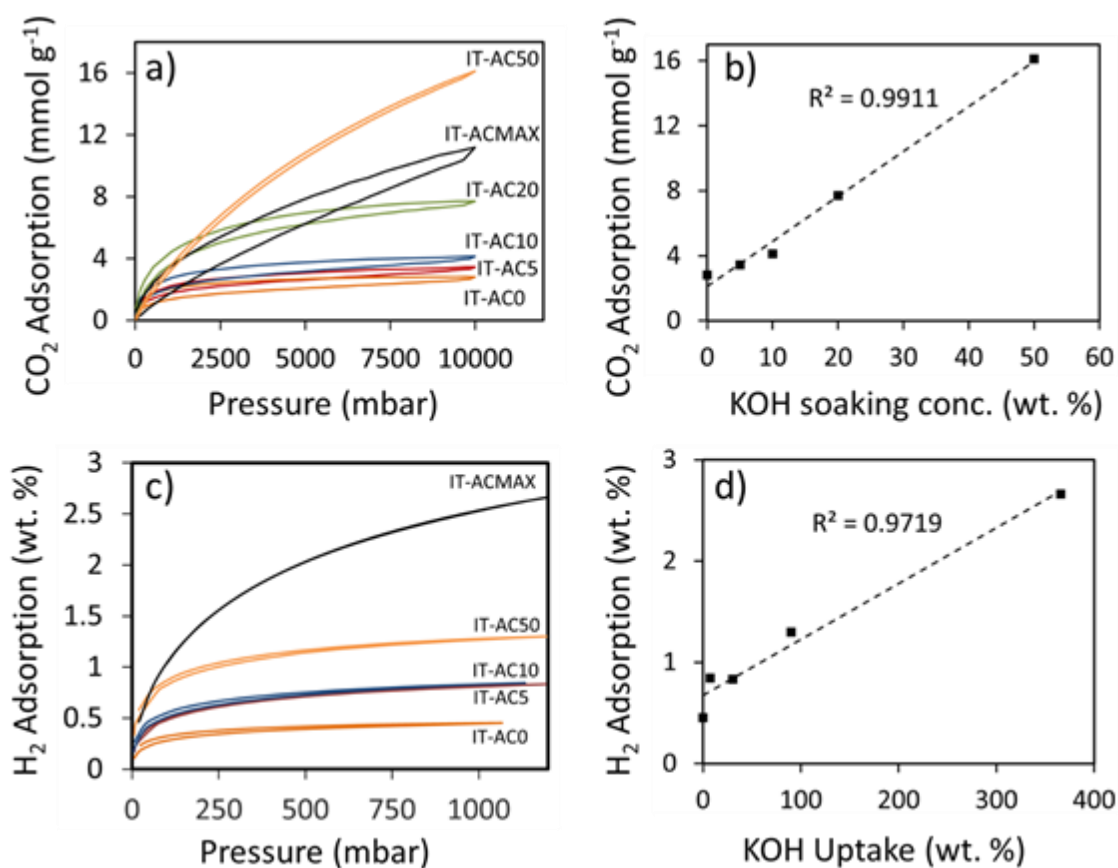 a)
CO₂ Adsorption (mmol g⁻¹)
16
12
8
4
0
IT-AC50
IT-ACMAX
IT-AC20
IT-AC10
IT-AC5
IT-AC0
0 2500 5000 7500 10000
Pressure (mbar)
b)
CO₂ Adsorption (mmol g⁻¹)
16
12
8
4
0
R² = 0.9911
0 10 20 30 40 50 60
KOH soaking conc. (wt. %)
c)
H₂ Adsorption (wt. %)
3
2.5
2
1.5
1
0.5
0
IT-ACMAX
IT-AC50
IT-AC10
IT-AC5
IT-AC0
0 250 500 750 1000
Pressure (mbar)
d)
H₂ Adsorption (wt. %)
3
2
1
0
R² = 0.9719
0 100 200 300 400
KOH Uptake (wt. %)